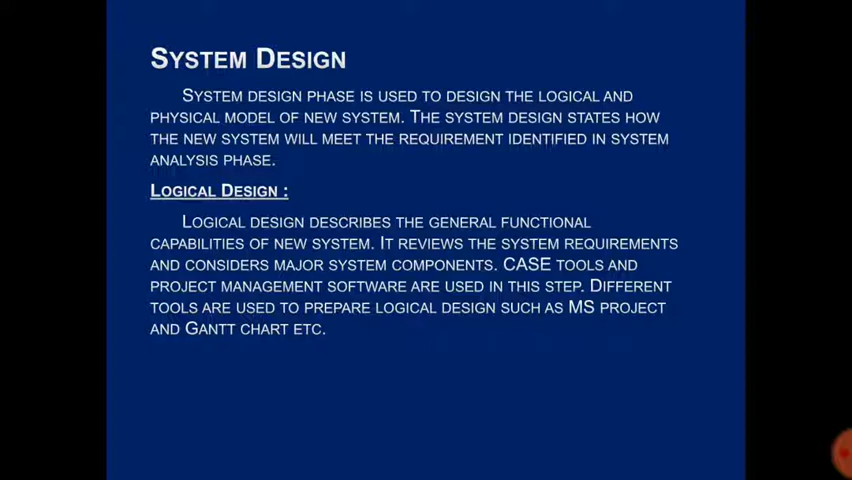 SYSTEM DESIGN
SYSTEM DESIGN PHASE IS USED TO DESIGN THE LOGICAL AND
PHYSICAL MODEL OF NEW SYSTEM. THE SYSTEM DESIGN STATES HOW
THE NEW SYSTEM WILL MEET THE REQUIREMENT IDENTIFIED IN SYSTEM
ANALYSIS PHASE.
LOGICAL DESIGN :
LOGICAL DESIGN DESCRIBES THE GENERAL FUNCTIONAL
CAPABILITIES OF NEW SYSTEM. IT REVIEWS THE SYSTEM REQUIREMENTS
AND CONSIDERS MAJOR SYSTEM COMPONENTS. CASE TOOLS AND
PROJECT MANAGEMENT SOFTWARE ARE USED IN THIS STEP. DIFFERENT
TOOLS ARE USED TO PREPARE LOGICAL DESIGN SUCH AS MS PROJECT
AND GANTT CHART ETC.